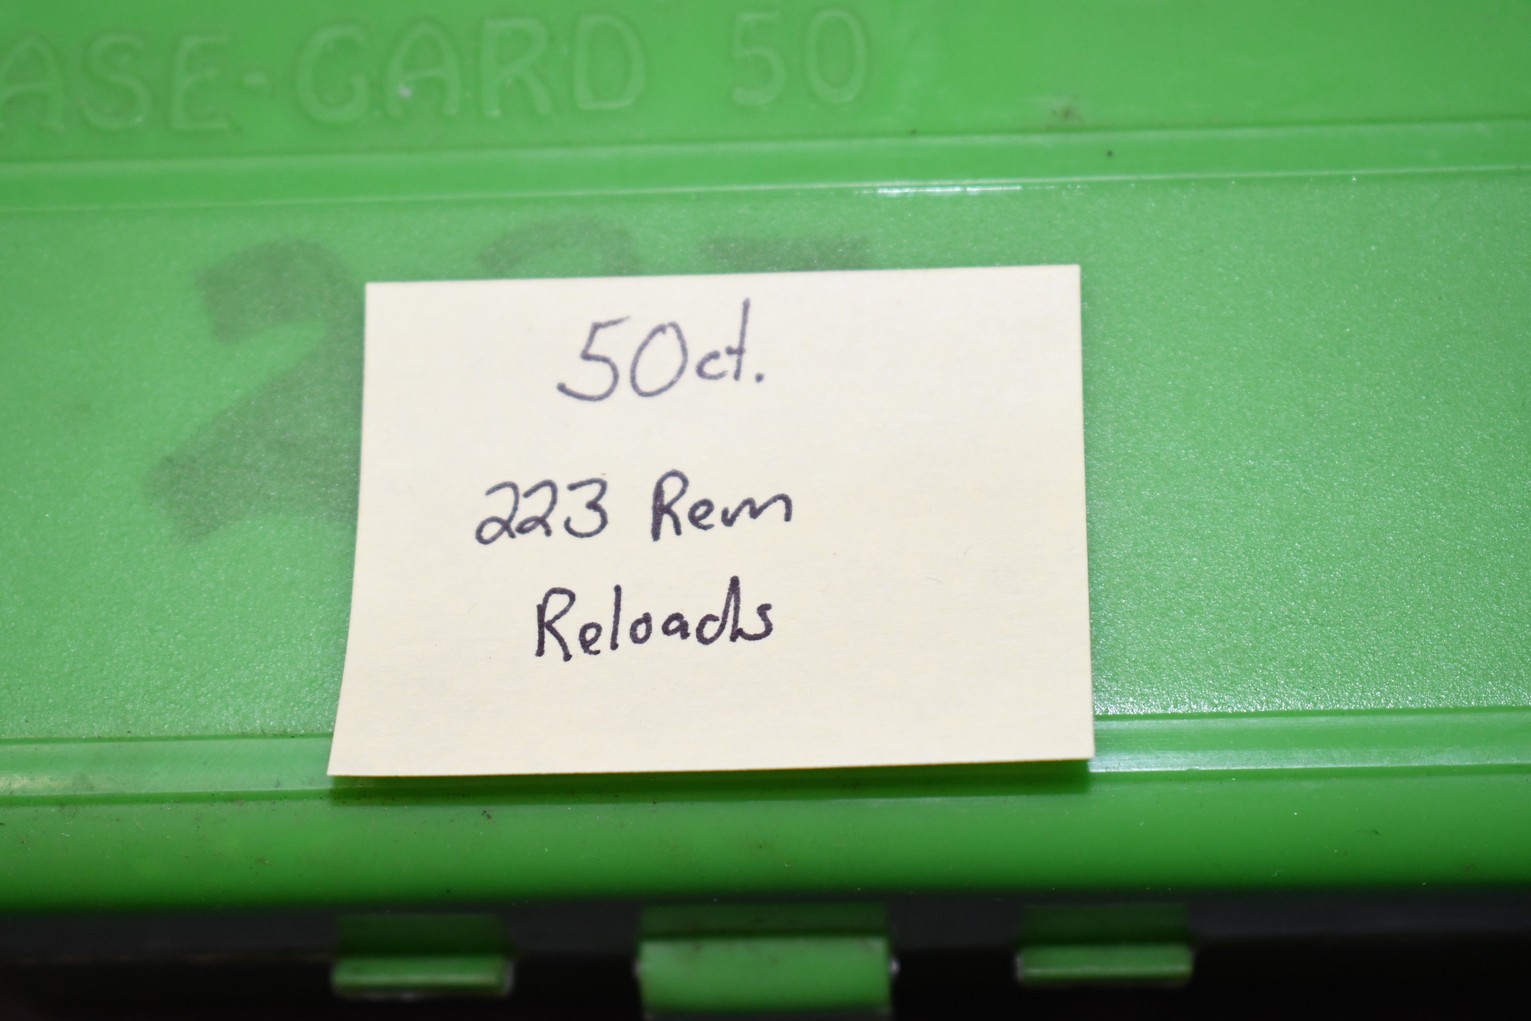 ASE-GARD 50
50ct.
223 Rem
Reloads